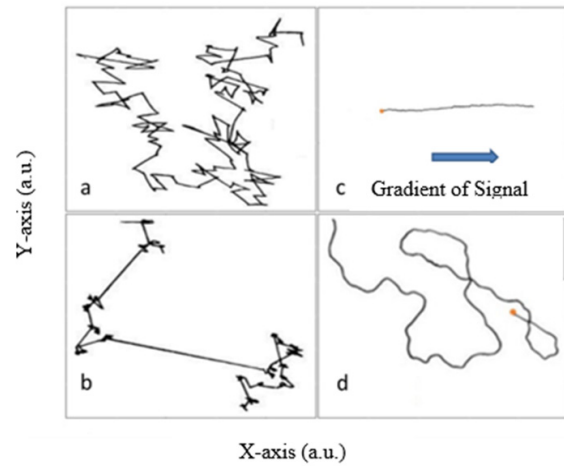 a
c
Gradient of Signal
Y-axis (a.u.)
b
d
X-axis (a.u.)